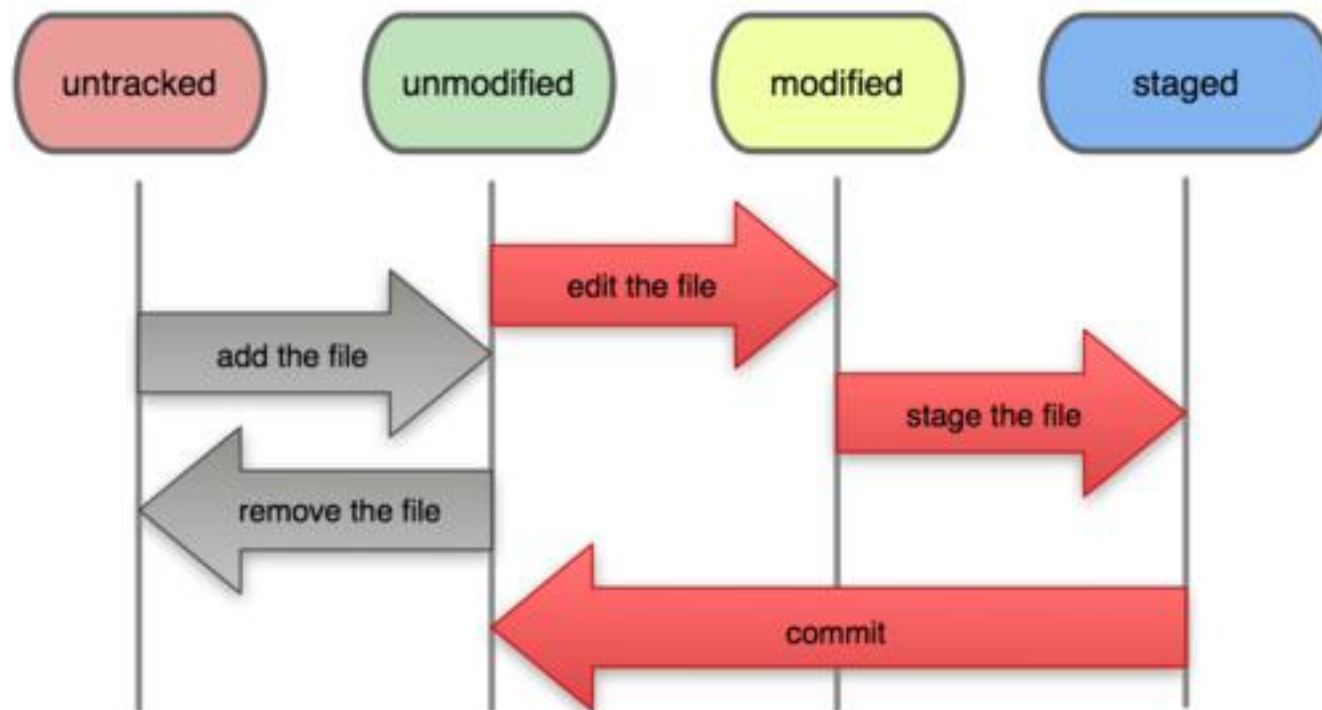 untracked
unmodified
modified
staged
edit the file
add the file
stage the file
remove the file
commit